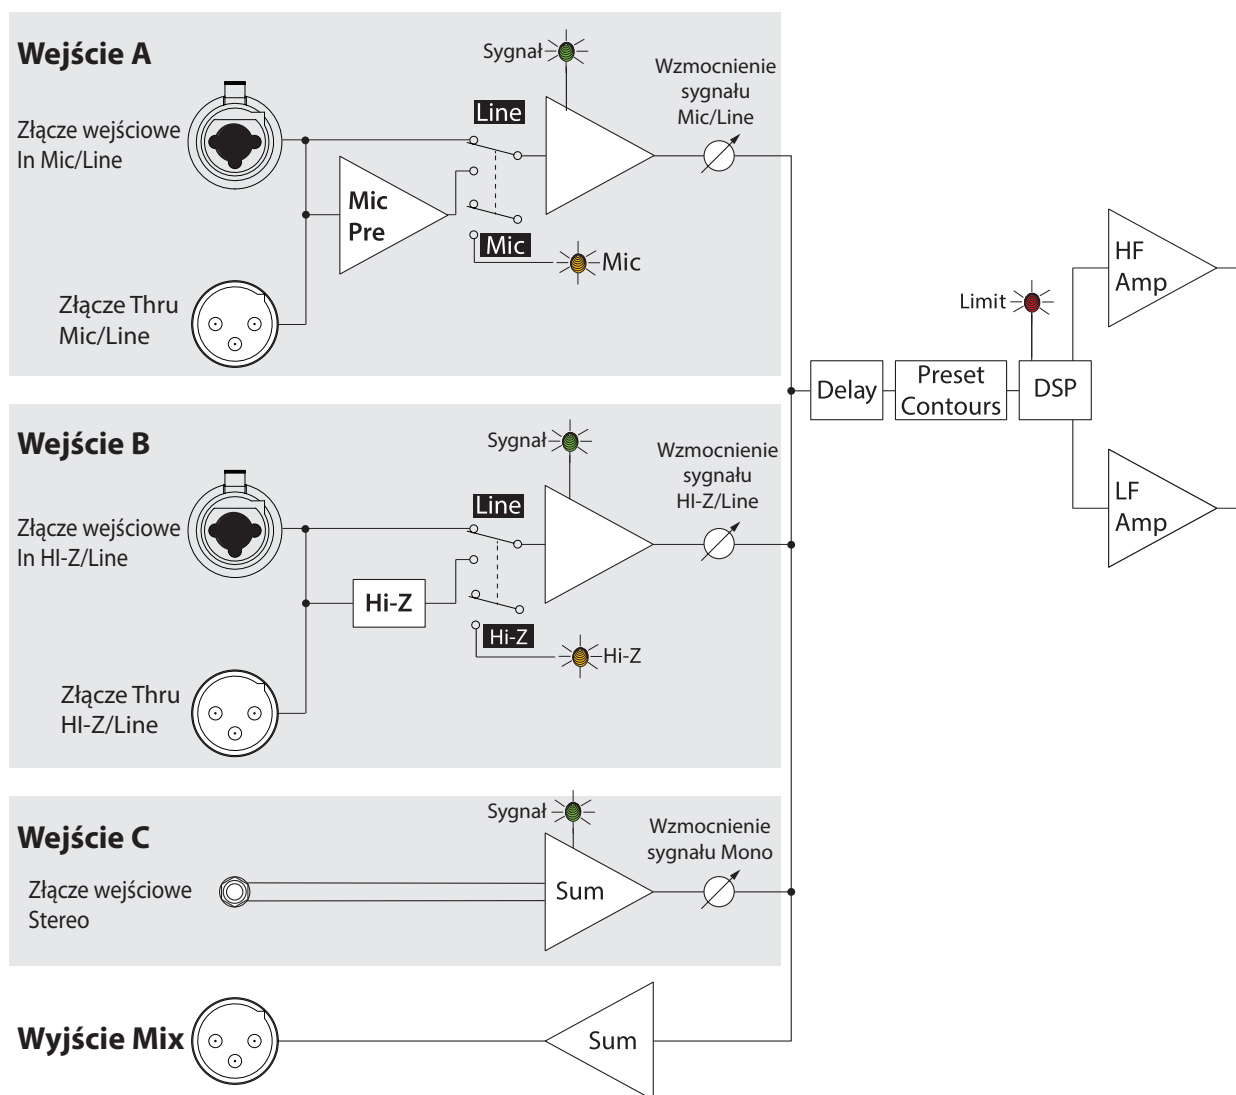 Wejście A
Sygnał
Wzmocnienie
sygnału
Mic/Line
Złącze wejściowe
In Mic/Line
Line
Mic
Pre
Mic
Mic
Złącze Thru
Mic/Line
HF
Amp
Limit
Delay
Preset
Contours
DSP
LF
Amp
Wejście B
Sygnał
Wzmocnienie
sygnału
HI-Z/Line
Złącze wejściowe
In HI-Z/Line
Line
Hi-Z
Hi-Z
Hi-Z
Złącze Thru
HI-Z/Line
Wejście C
Sygnał
Wzmocnienie
sygnału Mono
Złącze wejściowe
Stereo
Sum
Wyjście Mix
Sum